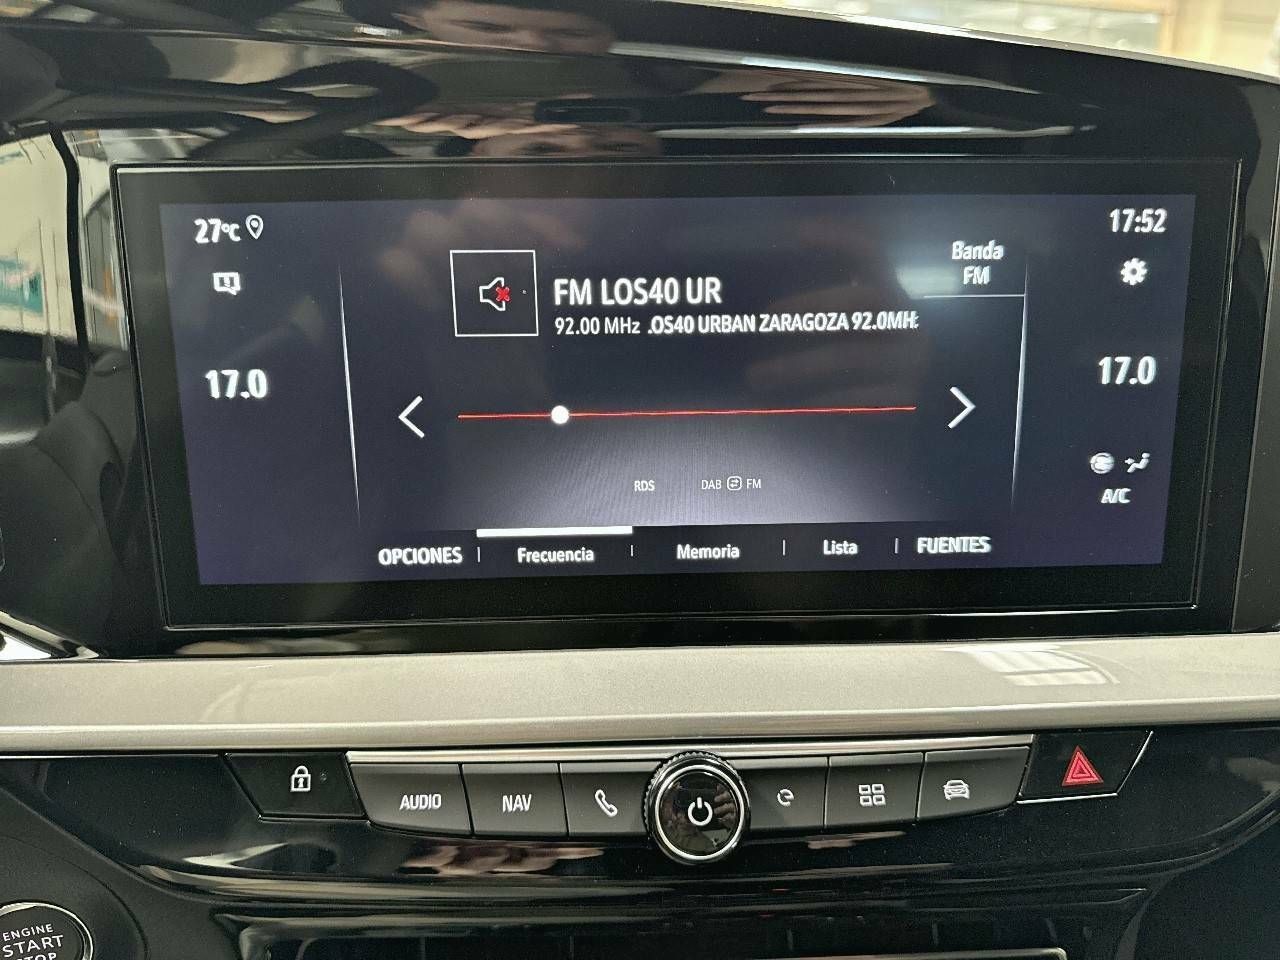 27°C
17:52
Banda
FM
FM LOS40 UR
92.00 MHz .OS40 URBAN ZARAGOZA 92.0MH
17.0
17.0
RDS
DAB FM
A/C
OPCIONES
Frecuencia
Memoria
Lista
FUENTES
AUDIO
NAV
ENGINE
START
STOP